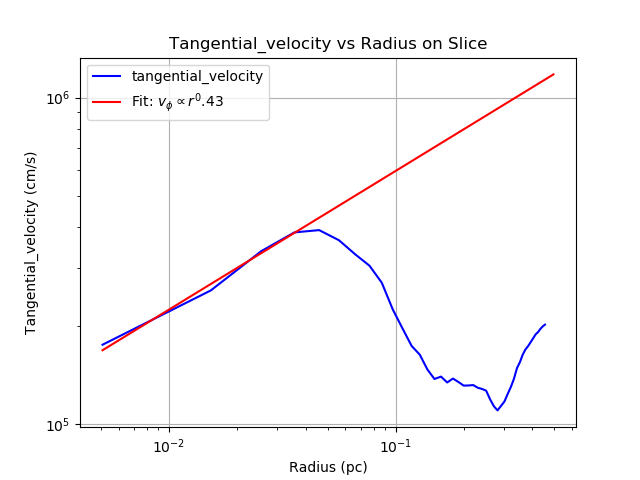 Tangential_velocity vs Radius on Slice
tangential_velocity
Fit: $v_\phi \propto r^0.43$
Tangential_velocity (cm/s)
10^6
10^5
10^-2
10^-1
Radius (pc)